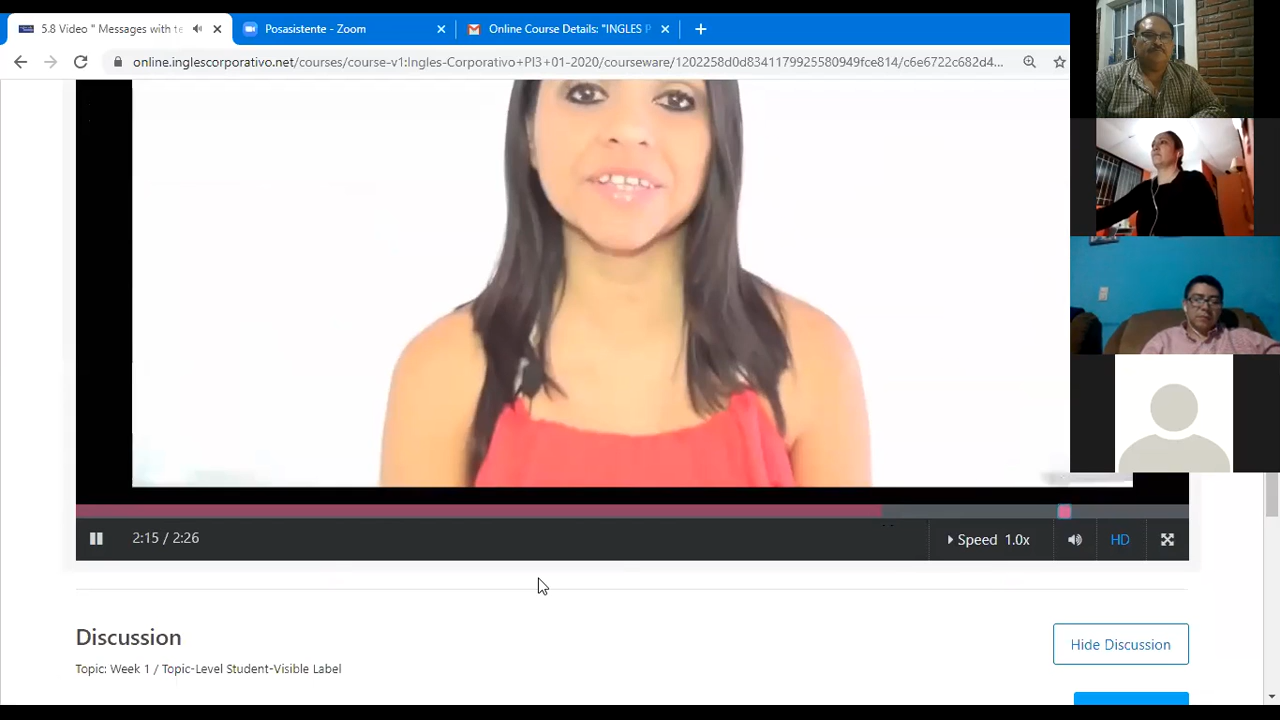 5.8 Video " Messages with te
Posasistente - Zoom
Online Course Details: "INGLES P
online.inglescorporativo.net/courses/course-v1:Ingles-Corporativo+PI3+01-2020/courseware/1202258d0d8341179925580949fce814/c6e6722c682d4...
2:15 / 2:26
Speed 1.0x
HD
Discussion
Hide Discussion
Topic: Week 1 / Topic-Level Student-Visible Label